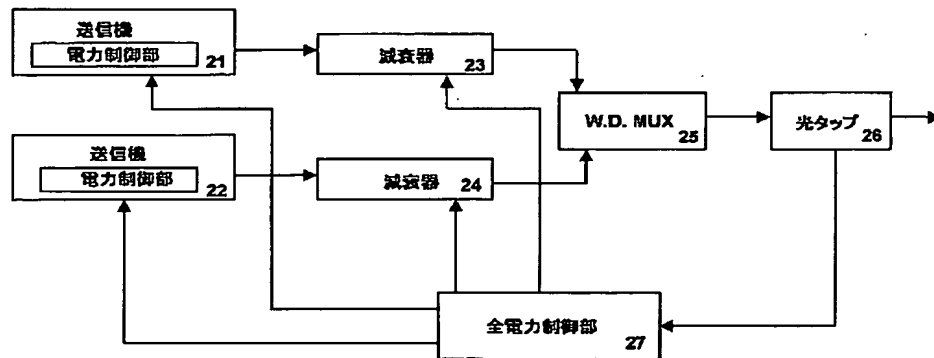 送信機
電力制御部
21
減衰器
23
W.D. MUX
25
光タップ
26
送信機
電力制御部
22
減衰器
24
全電力制御部
27